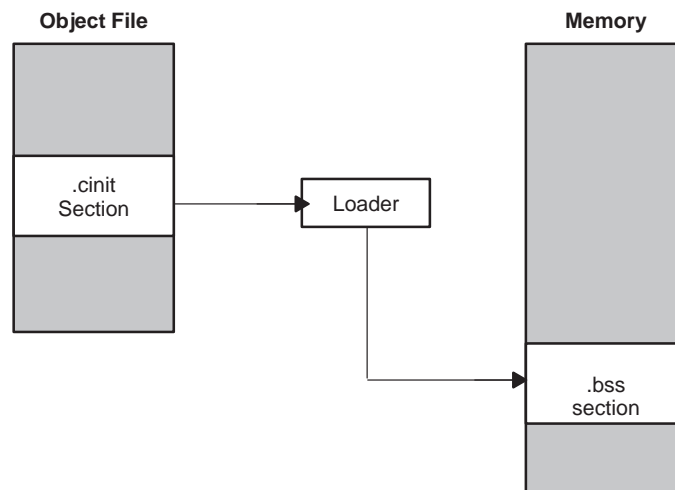 Object File
Memory
.cinit
Section
Loader
.bss
section